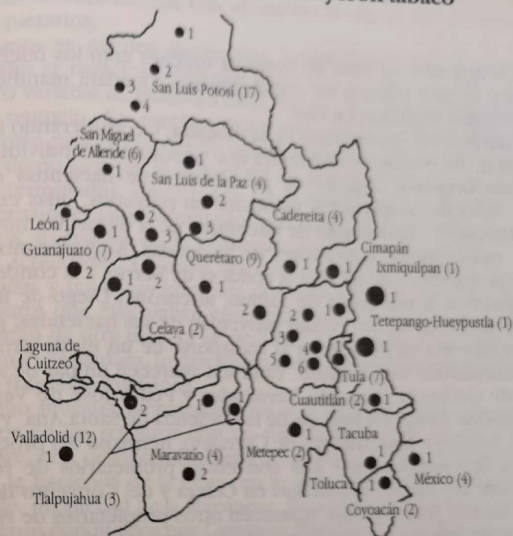 1
2
3
San Luis Potosí (17)
4
San Miguel
de Allende (6)
1
1
San Luis de la Paz (4)
2
Cadereita (4)
León 1
1
2
3
3
Guanajuato (7)
2
1
2
Querétaro (9)
1
1
1
Cimapán
Ixmiquilpan (1)
1
Celaya (2)
2
2
1
3
4
5
6
1
1
Tetepango-Hueypustla (1)
Tula (7)
Laguna de
Cuitzeo
2
1
1
Cuautitlán (2)
1
Valladolid (12)
1
Maravatío (4)
2
Metepec (2)
1
Tacuba
1
1
México (4)
Tlalpujahua (3)
Toluca
1
Coyoacán (2)